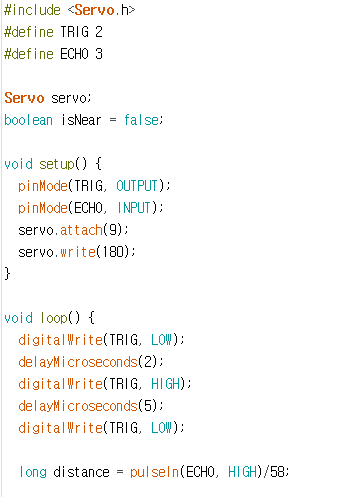 #include <Servo.h>
#define TRIG 2
#define ECHO 3

Servo servo;
boolean isNear = false;

void setup() {
  pinMode(TRIG, OUTPUT);
  pinMode(ECHO, INPUT);
  servo.attach(9);
  servo.write(180);
}

void loop() {
  digitalWrite(TRIG, LOW);
  delayMicroseconds(2);
  digitalWrite(TRIG, HIGH);
  delayMicroseconds(5);
  digitalWrite(TRIG, LOW);

  long distance = pulseIn(ECHO, HIGH)/58;